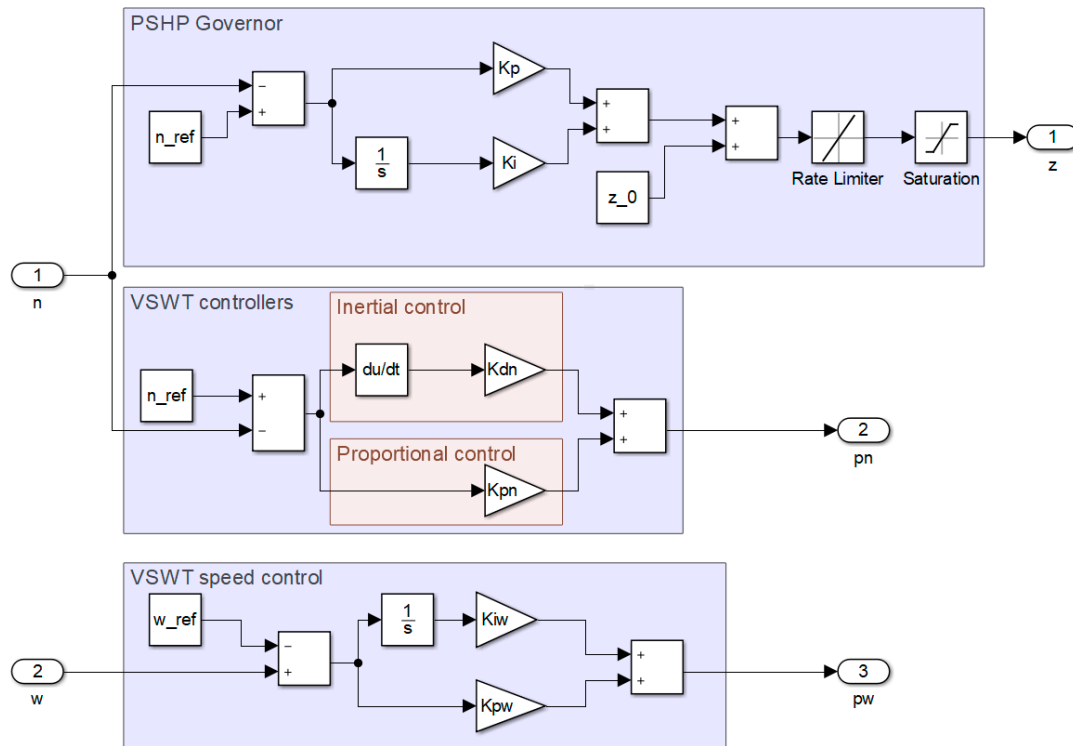 PSHP Governor
Kp
n_ref
1
s
Ki
+
+
−
+
+
+
z_0
Rate Limiter
Saturation
1
z
1
n
VSWT controllers
Inertial control
n_ref
+
−
du/dt
Kdn
+
+
Proportional control
Kpn
2
pn
VSWT speed control
w_ref
−
+
1
s
Kiw
Kpw
+
+
2
w
3
pw